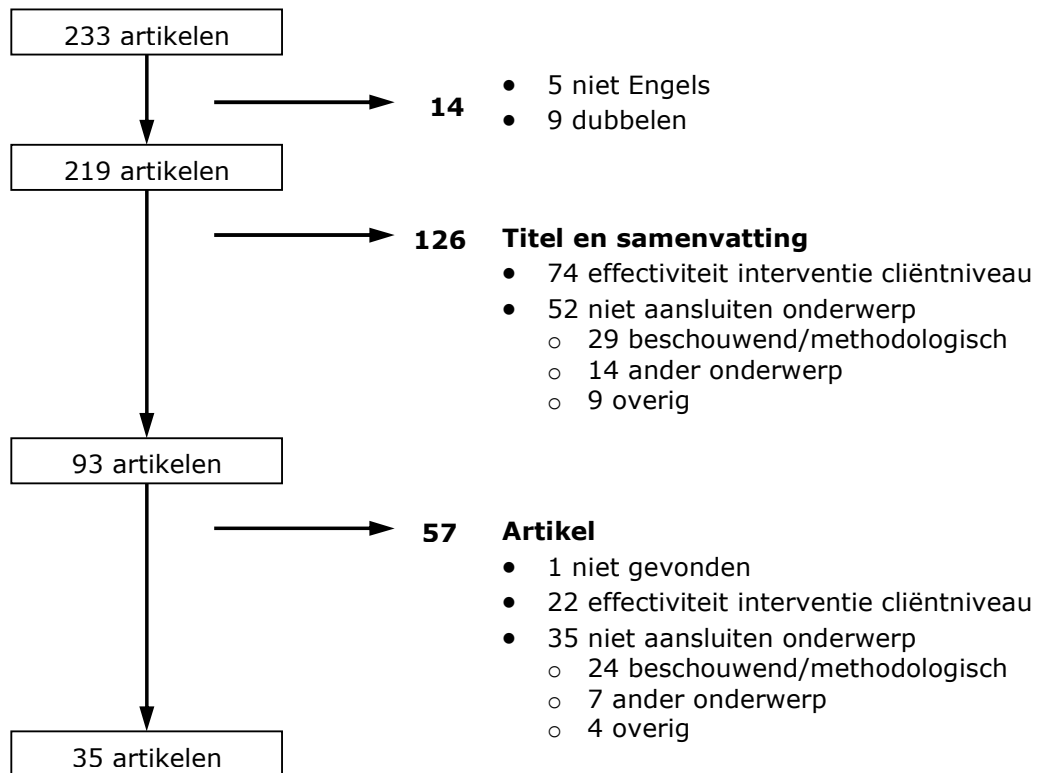 233 artikelen
14
• 5 niet Engels
• 9 dubbelen
219 artikelen
126 Titel en samenvatting
• 74 effectiviteit interventie cliëntniveau
• 52 niet aansluiten onderwerp
o 29 beschouwend/methodologisch
o 14 ander onderwerp
o 9 overig
93 artikelen
57 Artikel
• 1 niet gevonden
• 22 effectiviteit interventie cliëntniveau
• 35 niet aansluiten onderwerp
o 24 beschouwend/methodologisch
o 7 ander onderwerp
o 4 overig
35 artikelen